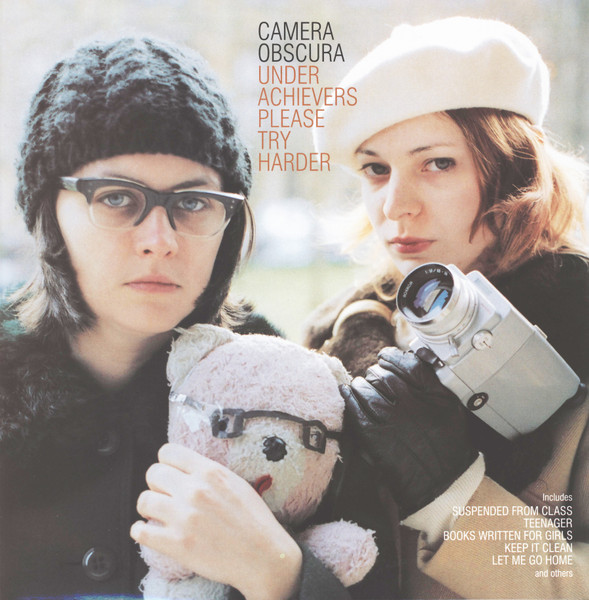 CAMERA
OBSCURA
UNDER
ACHIEVERS
PLEASE
TRY
HARDER
Includes
SUSPENDED FROM CLASS
TEENAGER
BOOKS WRITTEN FOR GIRLS
KEEP IT CLEAN
LET ME GO HOME
and others